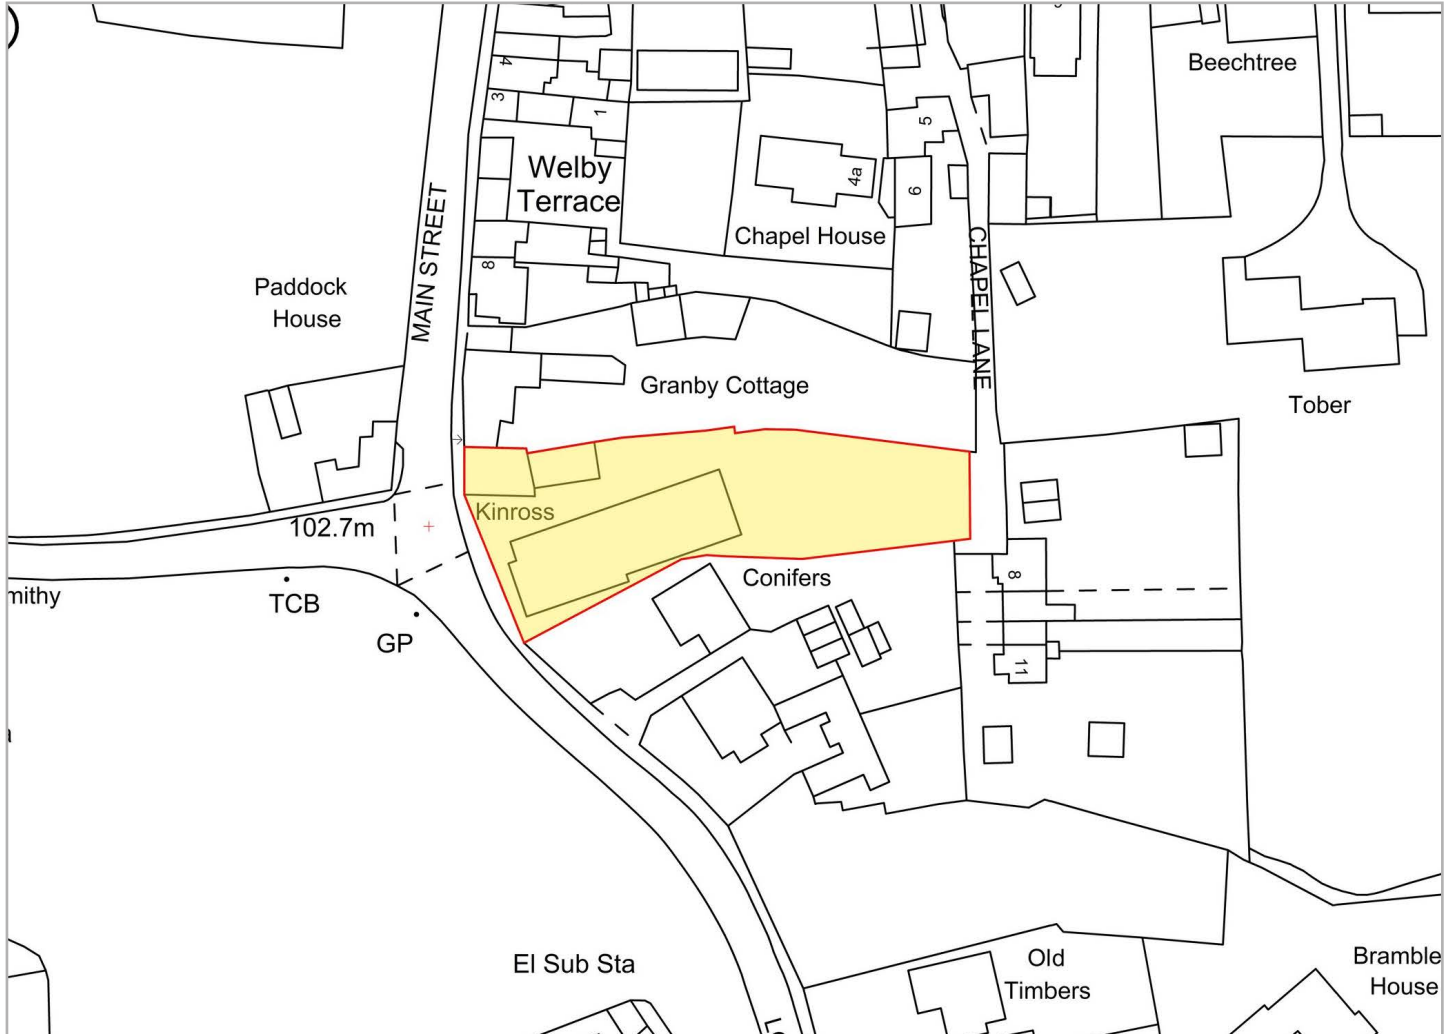 Beechtree
4
3
1
5
Welby
Terrace
4a
6
MAIN STREET
Chapel House
CHAPEL LANE
8
Paddock
House
Granby Cottage
Tober
Kinross
102.7m
Conifers
8
mithy
TCB
GP
11
El Sub Sta
Old
Timbers
Bramble
House